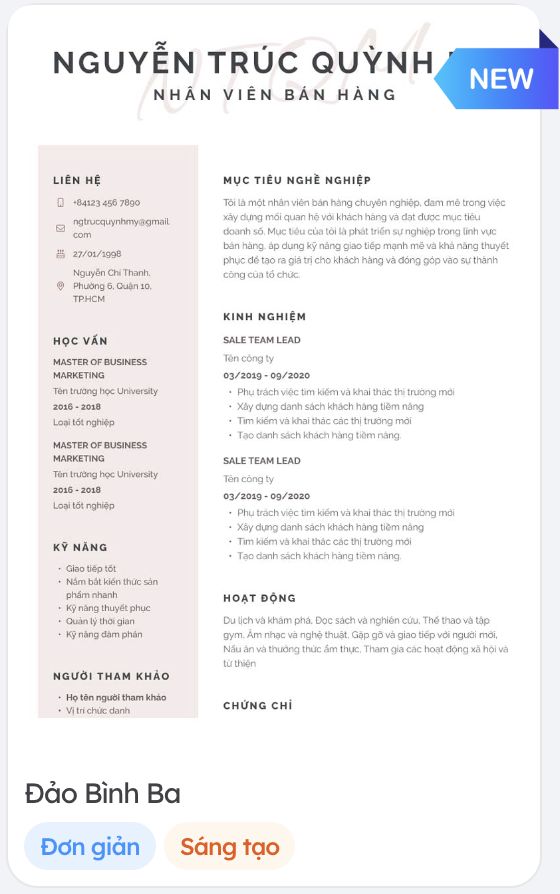 NGUYỄN TRÚC QUỲNH
NEW
NTQM
NHÂN VIÊN BÁN HÀNG
LIÊN HỆ
+84123 456 7890
ngtrucquynhmy@gmail.
com
27/01/1998
Nguyễn Chí Thanh,
Phường 6, Quận 10,
TP.HCM
HỌC VẤN
MASTER OF BUSINESS
MARKETING
Tên trường học University
2016 - 2018
Loại tốt nghiệp
MASTER OF BUSINESS
MARKETING
Tên trường học University
2016 - 2018
Loại tốt nghiệp
KỸ NĂNG
• Giao tiếp tốt
• Nắm bắt kiến thức sản
phẩm nhanh
• Kỹ năng thuyết phục
• Quản lý thời gian
• Kỹ năng đàm phán
NGƯỜI THAM KHẢO
• Họ tên người tham khảo
• Vị trí chức danh
MỤC TIÊU NGHỀ NGHIỆP
Tôi là một nhân viên bán hàng chuyên nghiệp, đam mê trong việc
xây dựng mối quan hệ với khách hàng và đạt được mục tiêu
doanh số. Mục tiêu của tôi là phát triển sự nghiệp trong lĩnh vực
bán hàng, áp dụng kỹ năng giao tiếp mạnh mẽ và khả năng thuyết
phục để tạo ra giá trị cho khách hàng và đóng góp vào sự thành
công của tổ chức.
KINH NGHIỆM
SALE TEAM LEAD
Tên công ty
03/2019 - 09/2020
• Phụ trách việc tìm kiếm và khai thác thị trường mới
• Xây dựng danh sách khách hàng tiềm năng
• Tìm kiếm và khai thác các thị trường mới
• Tạo danh sách khách hàng tiềm năng.
SALE TEAM LEAD
Tên công ty
03/2019 - 09/2020
• Phụ trách việc tìm kiếm và khai thác thị trường mới
• Xây dựng danh sách khách hàng tiềm năng
• Tìm kiếm và khai thác các thị trường mới
• Tạo danh sách khách hàng tiềm năng.
HOẠT ĐỘNG
Du lịch và khám phá, Đọc sách và nghiên cứu, Thể thao và tập
gym, Âm nhạc và nghệ thuật, Gặp gỡ và giao tiếp với người mới,
Nấu ăn và thưởng thức ẩm thực, Tham gia các hoạt động xã hội và
từ thiện
CHỨNG CHỈ
Đảo Bình Ba
Đơn giản
Sáng tạo